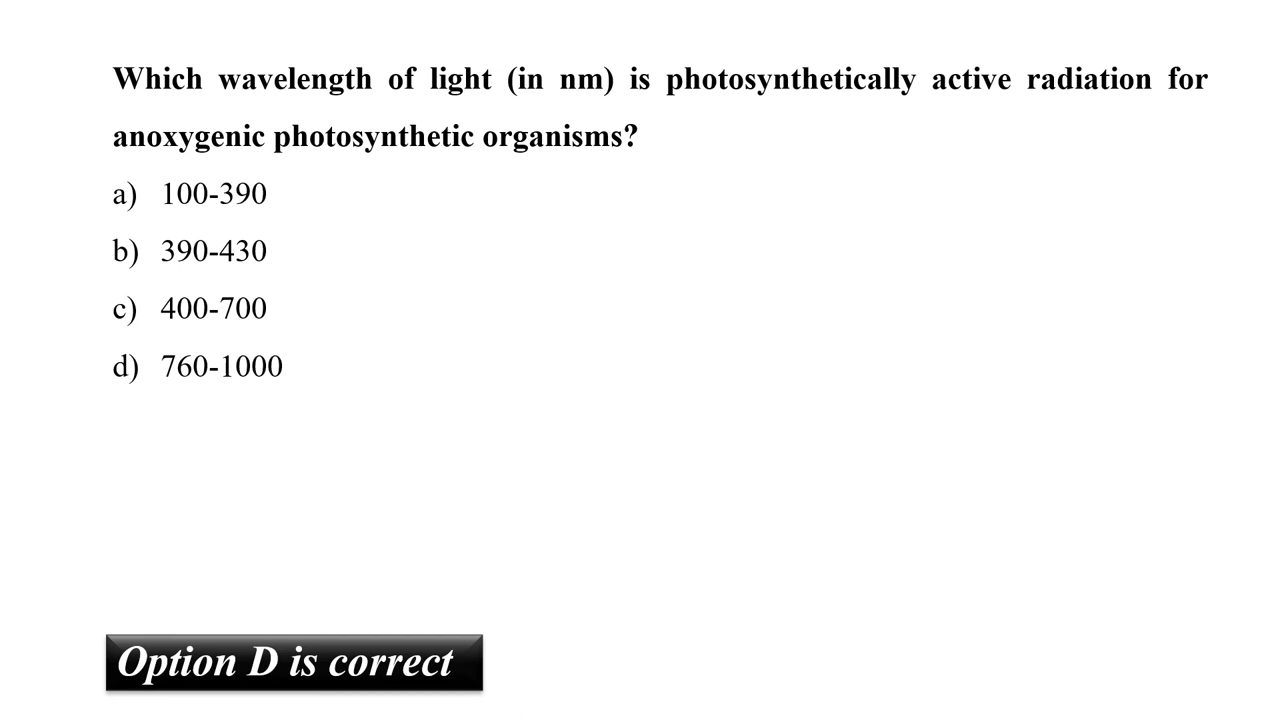 Which wavelength of light (in nm) is photosynthetically active radiation for
anoxygenic photosynthetic organisms?
a) 100-390
b) 390-430
c) 400-700
d) 760-1000
Option D is correct